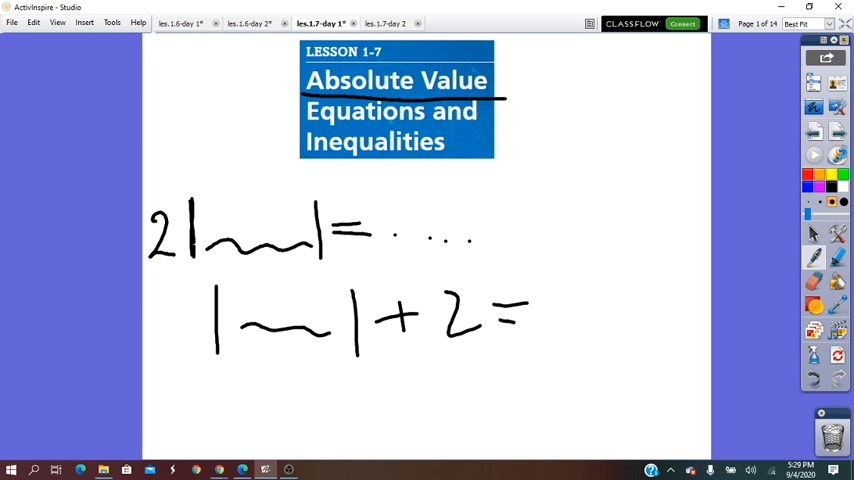 ActivInspire - Studio
File Edit View Insert Tools Help
les.1.6-day 1* les.1.6-day 2* les.1.7-day 1* les.1.7-day 2
CLASSFLOW Connect
Page 1 of 14 Best Fit
LESSON 1-7
Absolute Value
Equations and
Inequalities
2| |= . . . .
| | + 2 =
5:29 PM
9/4/2020